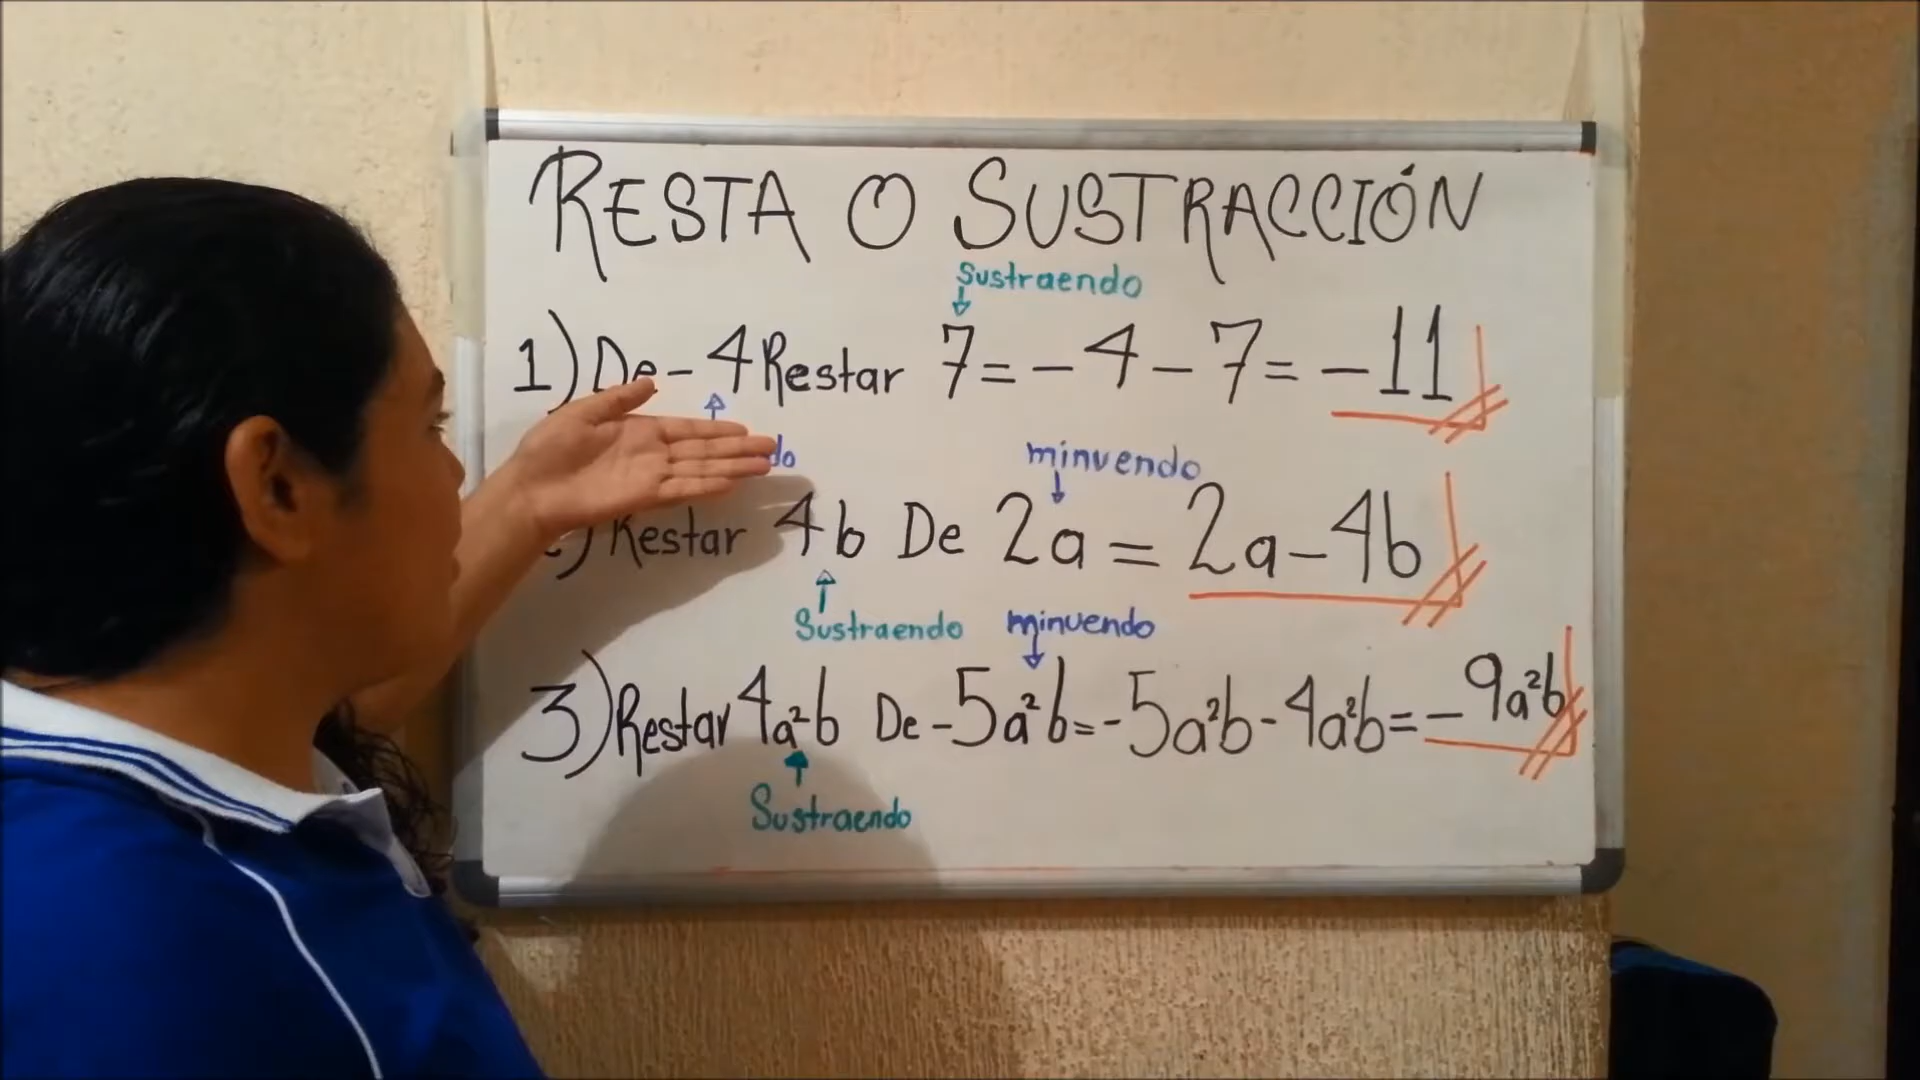 RESTA O SUSTRACCIÓN
Sustraendo
1) De - 4 Restar 7 = - 4 - 7 = - 11
minuendo
Restar 4b De 2a = 2a - 4b
Sustraendo minuendo
3) Restar 4a²b De - 5a²b = - 5a²b - 4a²b = - 9a²b
Sustraendo